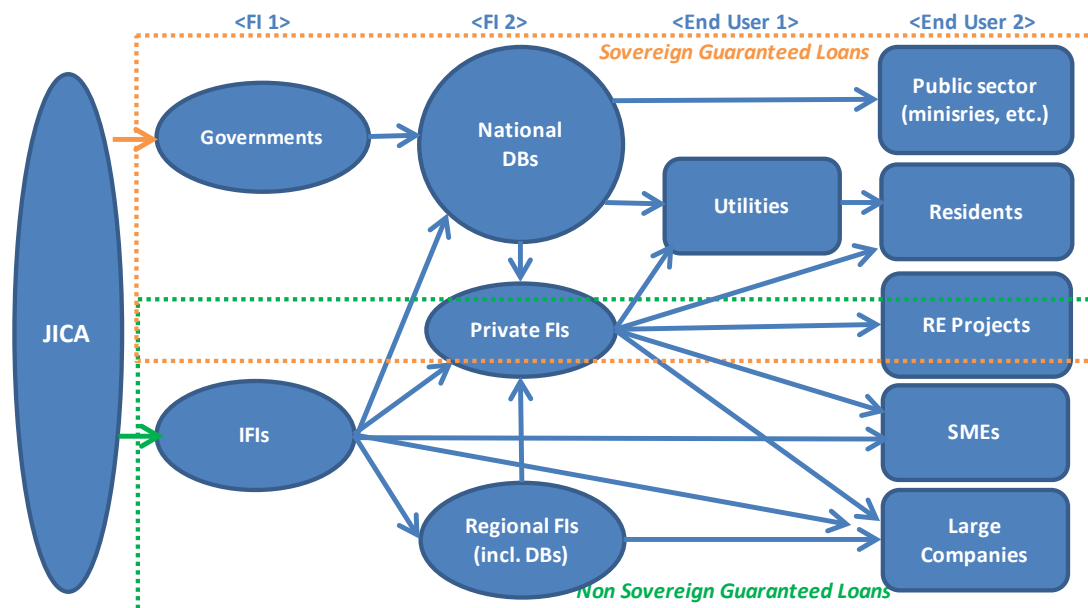 <FI 1> <FI 2> <End User 1> <End User 2>
Sovereign Guaranteed Loans
Governments
National
DBs
Public sector
(minisries, etc.)
Utilities
Residents
JICA
Private FIs
RE Projects
IFIs
SMEs
Regional FIs
(incl. DBs)
Large
Companies
Non Sovereign Guaranteed Loans